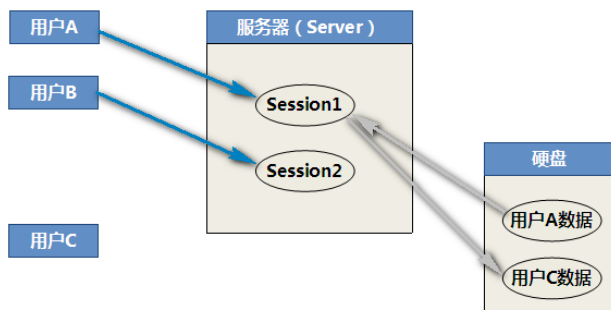 用户A
服务器（Server）
用户B
Session1
硬盘
Session2
用户A数据
用户C
用户C数据